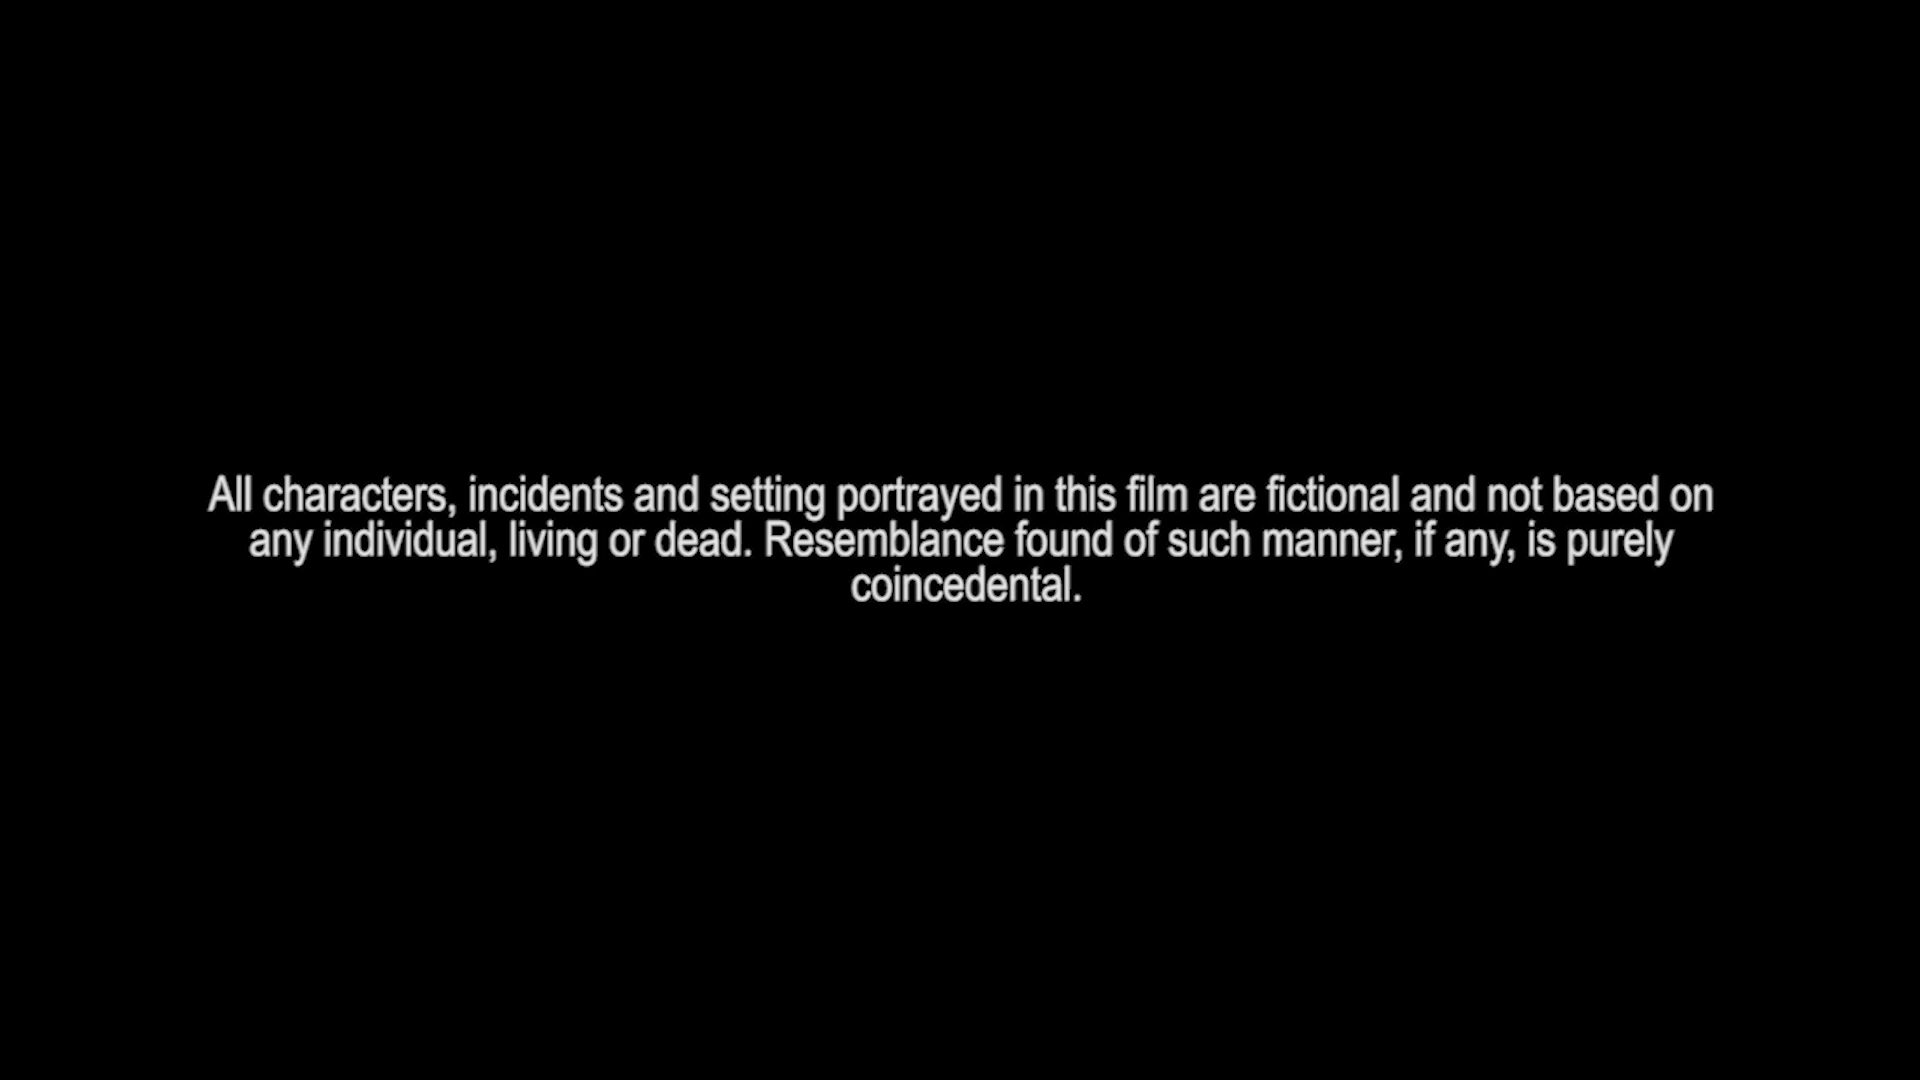 All characters, incidents and setting portrayed in this film are fictional and not based on
any individual, living or dead. Resemblance found of such manner, if any, is purely
coincedental.